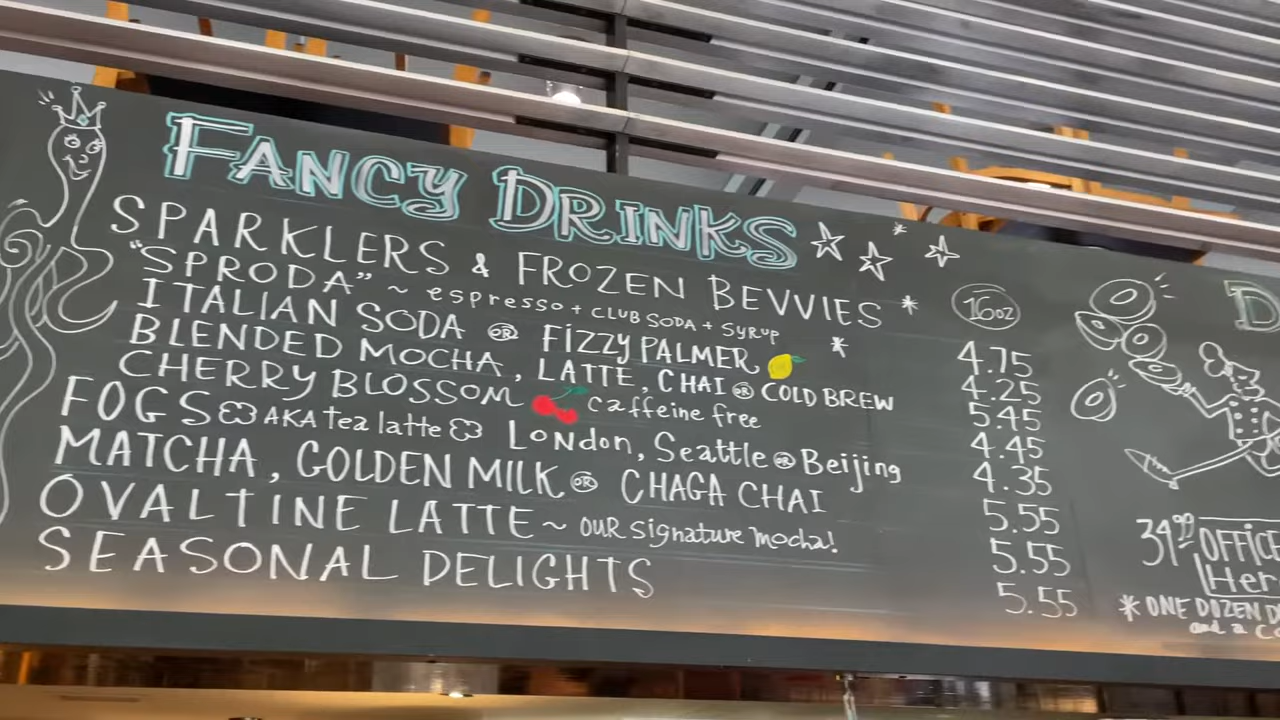 FANCY DRINKS
SPARKLERS & FROZEN BEVVIES * 16oz
"SPRODA" ~ espresso + CLUB SODA + SYRUP * 4.75
ITALIAN SODA OR FIZZY PALMER 4.25
BLENDED MOCHA, LATTE, CHAI OR COLD BREW 5.45
CHERRY BLOSSOM caffeine free 4.45
FOGS AKA tea latte LONDON, Seattle OR Beijing 4.35
MATCHA, GOLDEN MILK OR CHAGA CHAI 5.55
OVALTINE LATTE ~ OUR signature mocha! 5.55
SEASONAL DELIGHTS 5.55
D
34.99 OFFICE
Her
* ONE DOZEN D
and a C